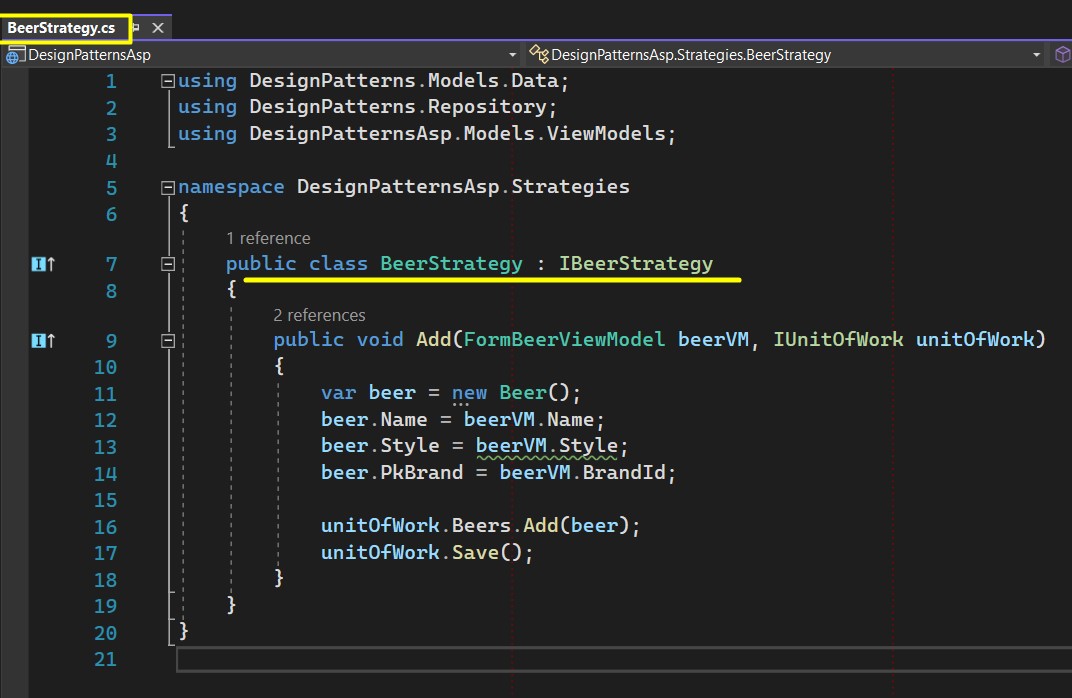 BeerStrategy.cs
DesignPatternsAsp DesignPatternsAsp.Strategies.BeerStrategy
1 using DesignPatterns.Models.Data;
2 using DesignPatterns.Repository;
3 using DesignPatternsAsp.Models.ViewModels;
4
5 namespace DesignPatternsAsp.Strategies
6 {
1 reference
7 public class BeerStrategy : IBeerStrategy
8 {
2 references
9 public void Add(FormBeerViewModel beerVM, IUnitOfWork unitOfWork)
10 {
11 var beer = new Beer();
12 beer.Name = beerVM.Name;
13 beer.Style = beerVM.Style;
14 beer.PkBrand = beerVM.BrandId;
15
16 unitOfWork.Beers.Add(beer);
17 unitOfWork.Save();
18 }
19 }
20 }
21